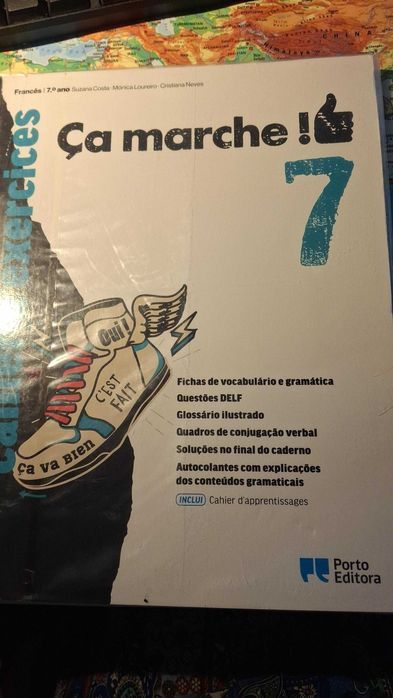 CHINA
Himalaya
Francês | 7.º ano Suzana Costa · Mónica Loureiro · Cristiana Neves
Ça marche !
7
exercices
Oui !
C'EST
FAIT
ÇA VA BIEN
Fichas de vocabulário e gramática
Questões DELF
Glossário ilustrado
Quadros de conjugação verbal
Soluções no final do caderno
Autocolantes com explicações
dos conteúdos gramaticais
INCLUI Cahier d'apprentissages
Porto
Editora